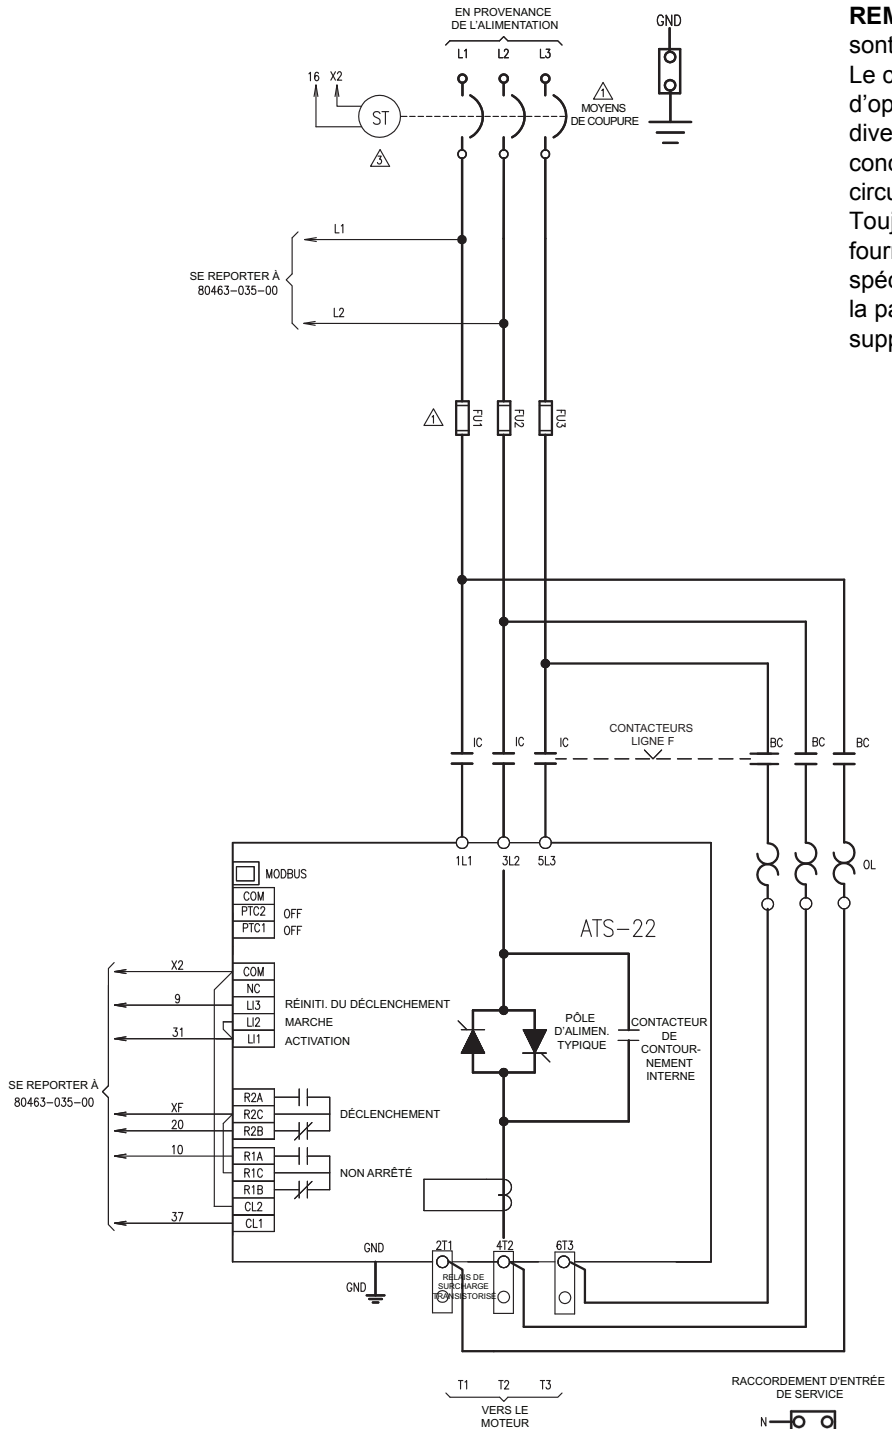 EN PROVENANCE
DE L'ALIMENTATION
L1 L2 L3
GND
REM
sont
Le c
d'op
dive
conc
circu
Touj
fourn
spéc
la pa
supp
16 X2
ST
3
1
MOYENS
DE COUPURE
L1
SE REPORTER À
80463-035-00
L2
1
FU1 FU2 FU3
CONTACTEURS
LIGNE F
IC IC IC BC BC BC
OL
1L1 3L2 5L3
MODBUS
COM
PTC2 OFF
PTC1 OFF
ATS-22
X2 COM
NC
9 LI3 RÉINITI. DU DÉCLENCHEMENT
LI2 MARCHE
31 LI1 ACTIVATION
PÔLE
D'ALIMEN.
TYPIQUE
CONTACTEUR
DE
CONTOUR-
NEMENT
INTERNE
SE REPORTER À
80463-035-00
R2A
XF R2C DÉCLENCHEMENT
20 R2B
10 R1A
R1C NON ARRÊTÉ
R1B
CL2
37 CL1
GND
GND
2T1 4T2 6T3
RELAIS DE
SURCHARGE
TRANSISTORISÉ
T1 T2 T3
VERS LE
MOTEUR
RACCORDEMENT D'ENTRÉE
DE SERVICE
N